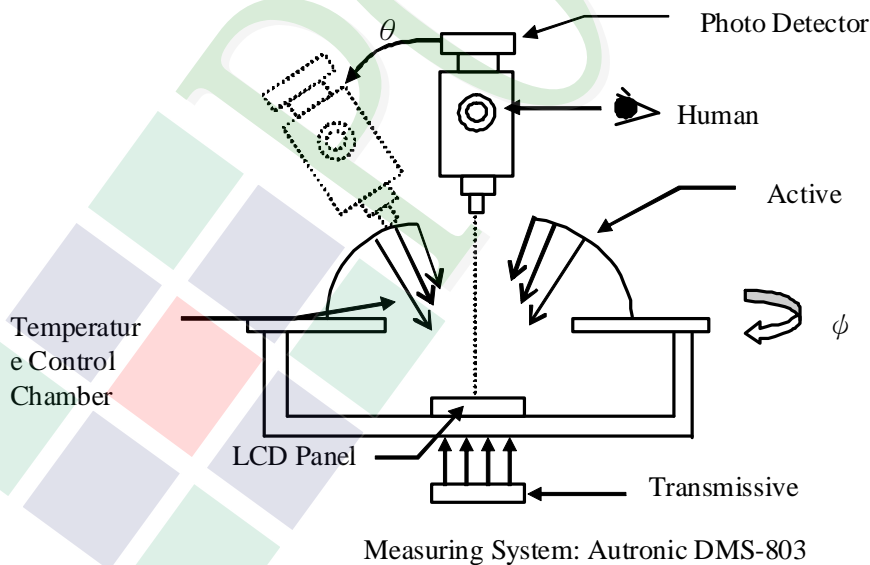 Photo Detector
θ
Human
Active
Temperatur
e Control
Chamber
ϕ
LCD Panel
Transmissive
Measuring System: Autronic DMS-803